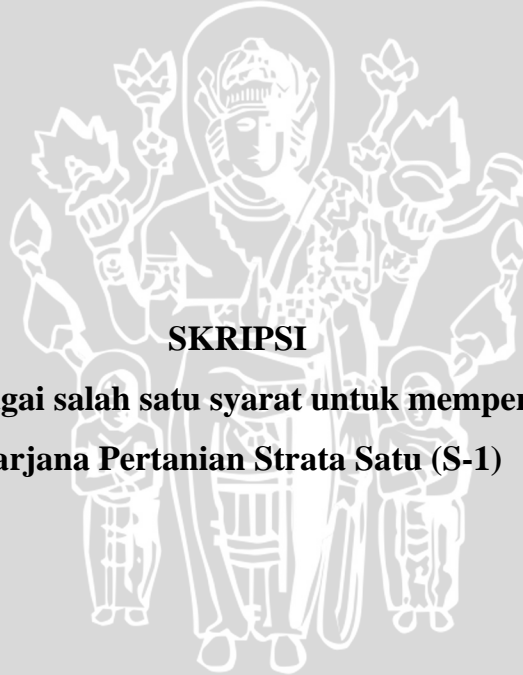 SKRIPSI
gai salah satu syarat untuk memper
arjana Pertanian Strata Satu (S-1)